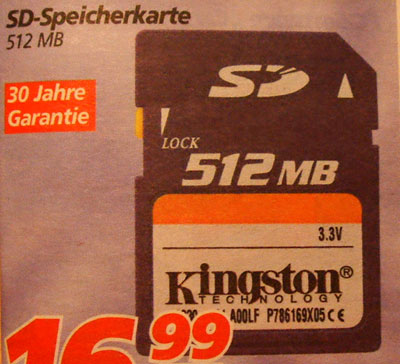 SD-Speicherkarte
512 MB
30 Jahre
Garantie
SD
LOCK
512 MB
3.3V
Kingston®
TECHNOLOGY
A00LF P786169X05 CE
16.99